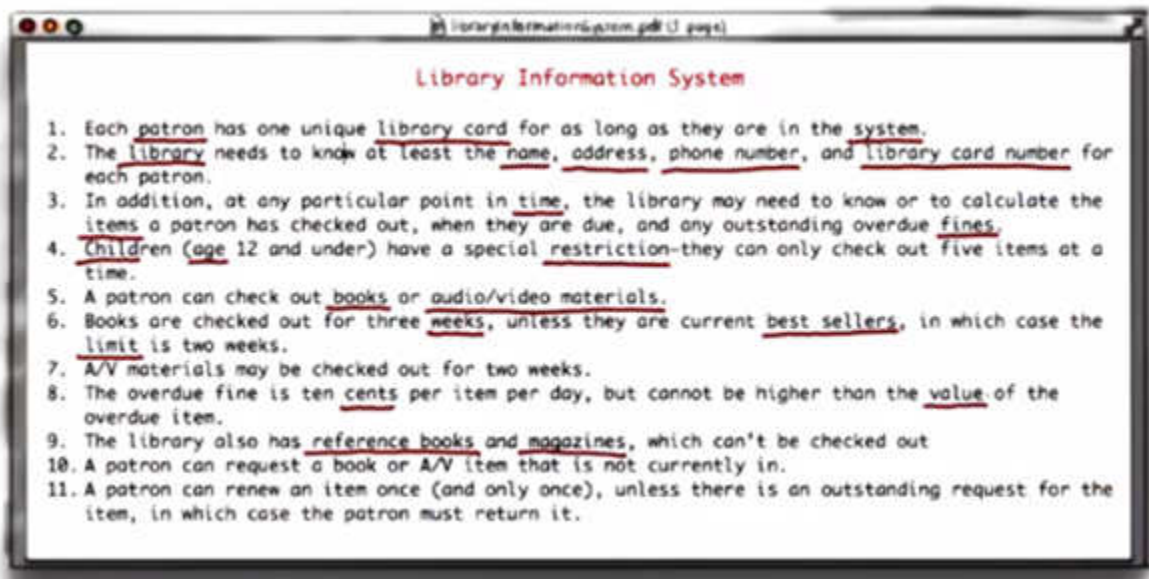 libraryInformationSystem.pdf (1 page)
Library Information System
1. Each patron has one unique library card for as long as they are in the system.
2. The library needs to know at least the name, address, phone number, and library card number for
each patron.
3. In addition, at any particular point in time, the library may need to know or to calculate the
items a patron has checked out, when they are due, and any outstanding overdue fines.
4. Children (age 12 and under) have a special restriction-they can only check out five items at a
time.
5. A patron can check out books or audio/video materials.
6. Books are checked out for three weeks, unless they are current best sellers, in which case the
limit is two weeks.
7. A/V materials may be checked out for two weeks.
8. The overdue fine is ten cents per item per day, but cannot be higher than the value of the
overdue item.
9. The library also has reference books and magazines, which can't be checked out
10. A patron can request a book or A/V item that is not currently in.
11. A patron can renew an item once (and only once), unless there is an outstanding request for the
item, in which case the patron must return it.